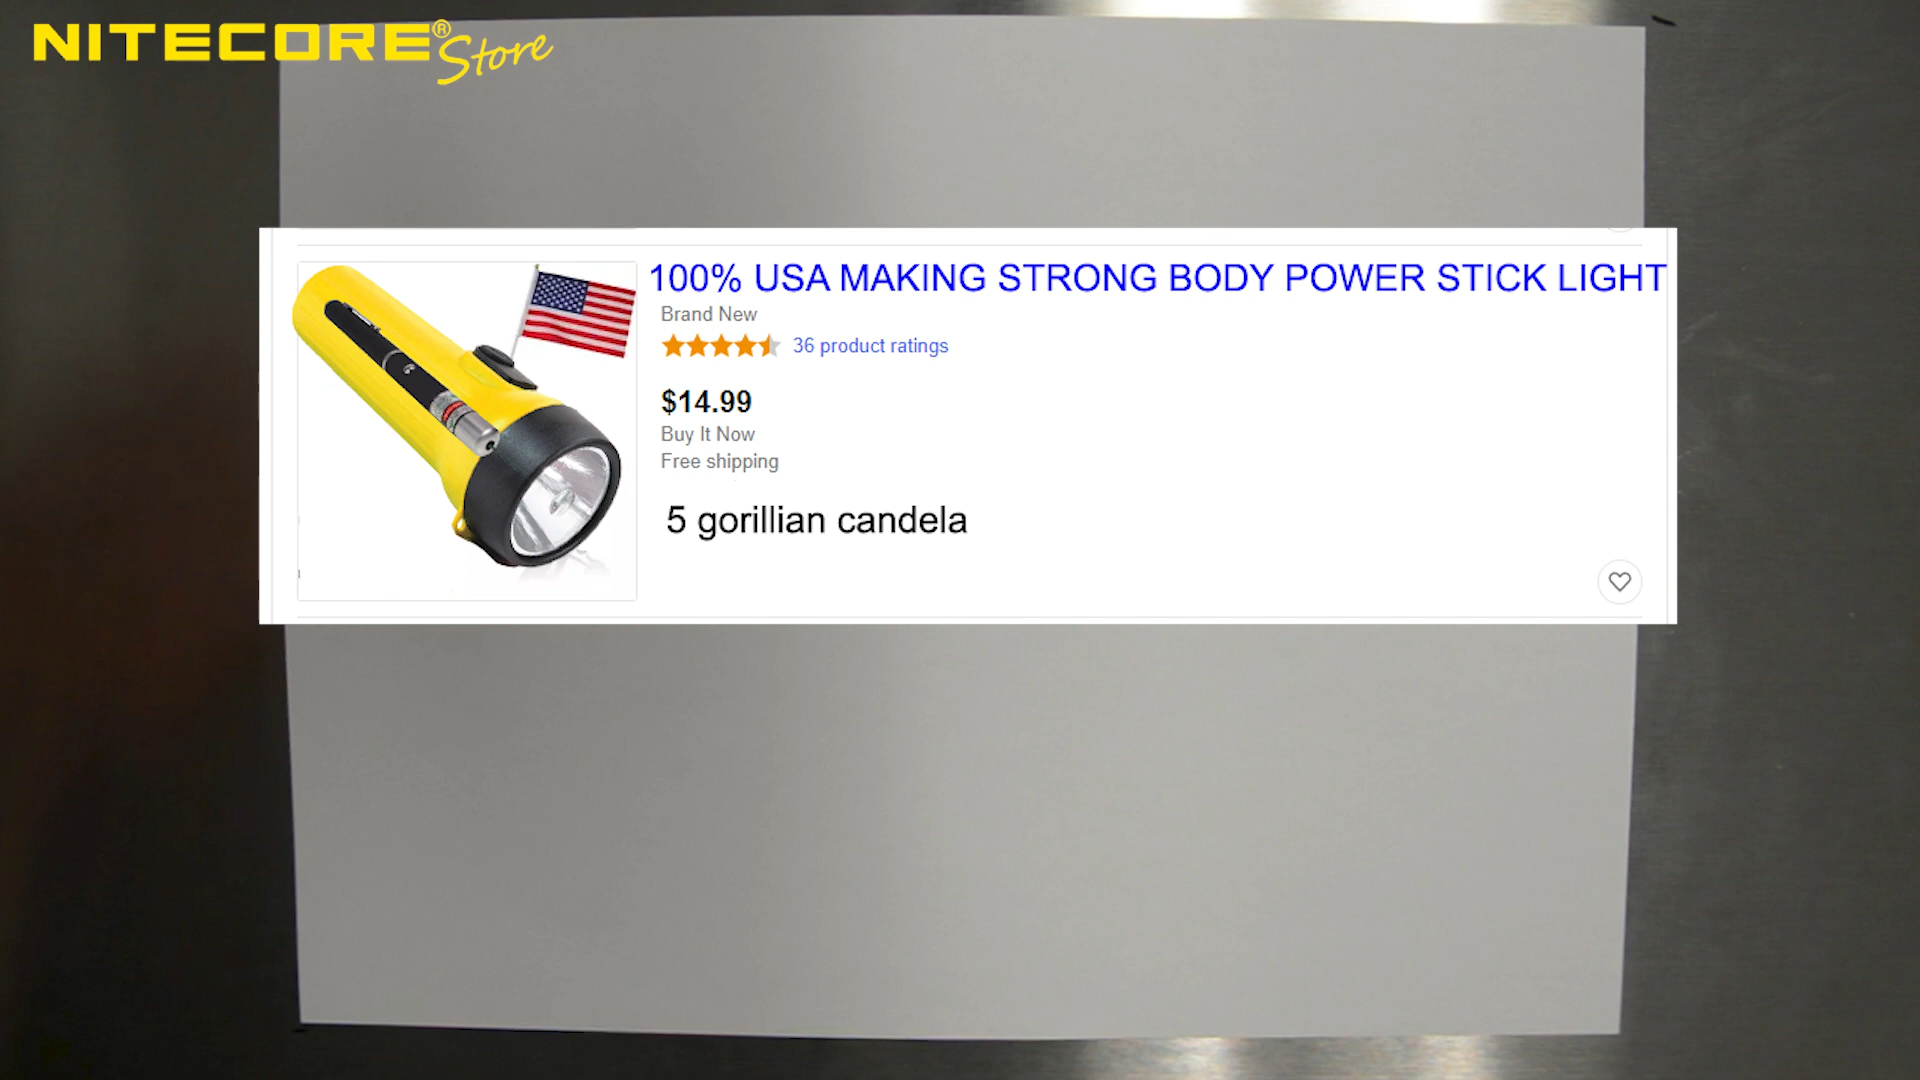 NITECORE® Store
100% USA MAKING STRONG BODY POWER STICK LIGHT
Brand New
36 product ratings
$14.99
Buy It Now
Free shipping
5 gorillian candela